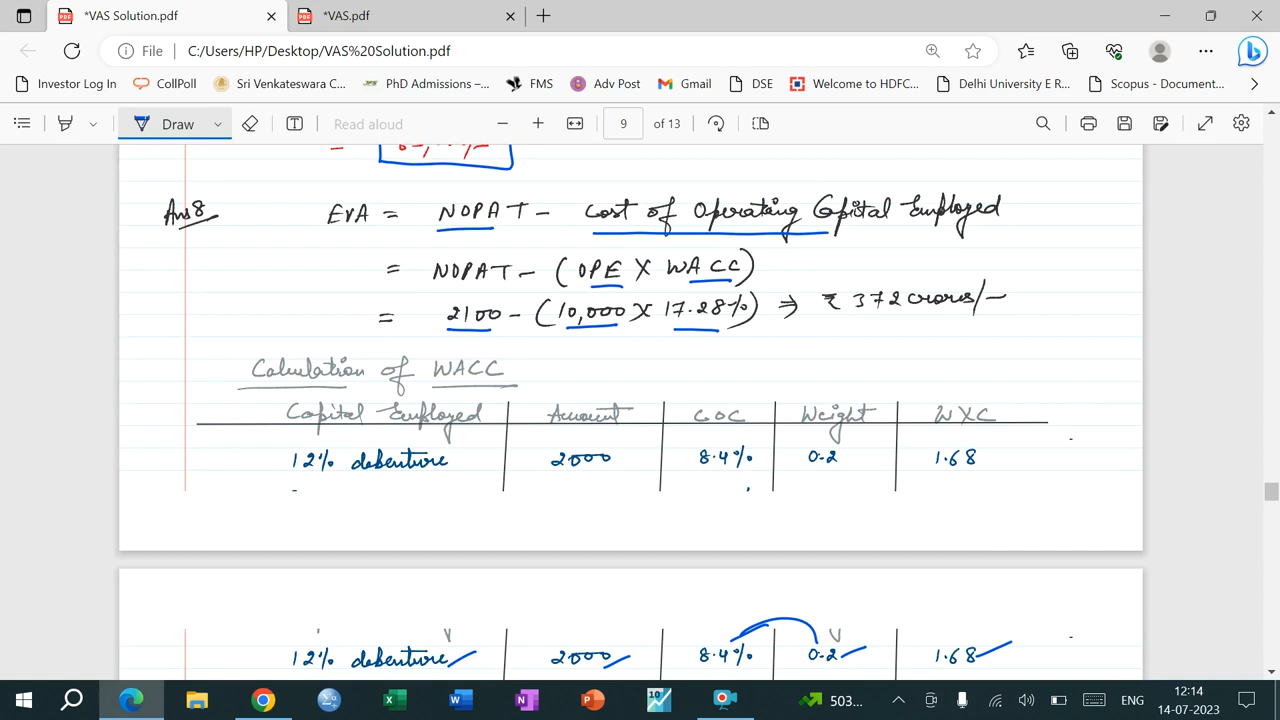 *VAS Solution.pdf
*VAS.pdf
File C:/Users/HP/Desktop/VAS%20Solution.pdf
Investor Log In CollPoll Sri Venkateswara C... PhD Admissions –... FMS Adv Post Gmail DSE Welcome to HDFC... Delhi University E R... Scopus - Document...
Draw Read aloud 9 of 13
Ans 8 EVA = NOPAT - Cost of Operating Capital Employed
= NOPAT - (OPE X WACC)
= 2100 - (10,000 X 17.28%) ⇒ ₹ 372 crores/-
Calculation of WACC
Capital Employed Amount COC Weight WXC
12% debenture 2000 8.4% 0.2 1.68
12% debenture 2000 8.4% 0.2 1.68
503... ENG 12:14
14-07-2023